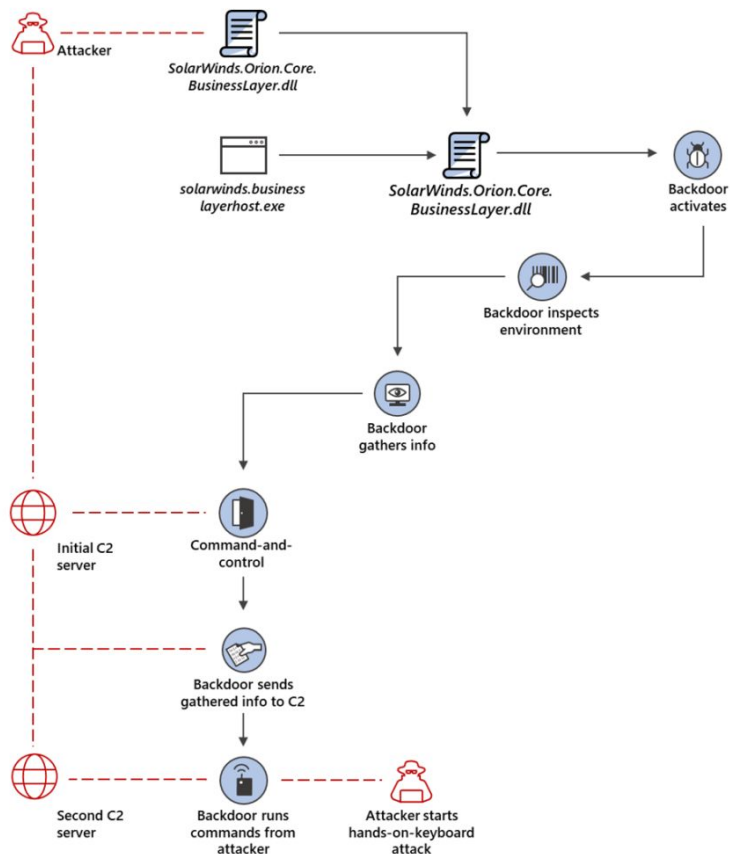 Attacker
SolarWinds.Orion.Core.
BusinessLayer.dll
solarwinds.business
layerhost.exe
SolarWinds.Orion.Core.
BusinessLayer.dll
Backdoor
activates
Backdoor inspects
environment
Backdoor
gathers info
Initial C2
server
Command-and-
control
Backdoor sends
gathered info to C2
Second C2
server
Backdoor runs
commands from
attacker
Attacker starts
hands-on-keyboard
attack